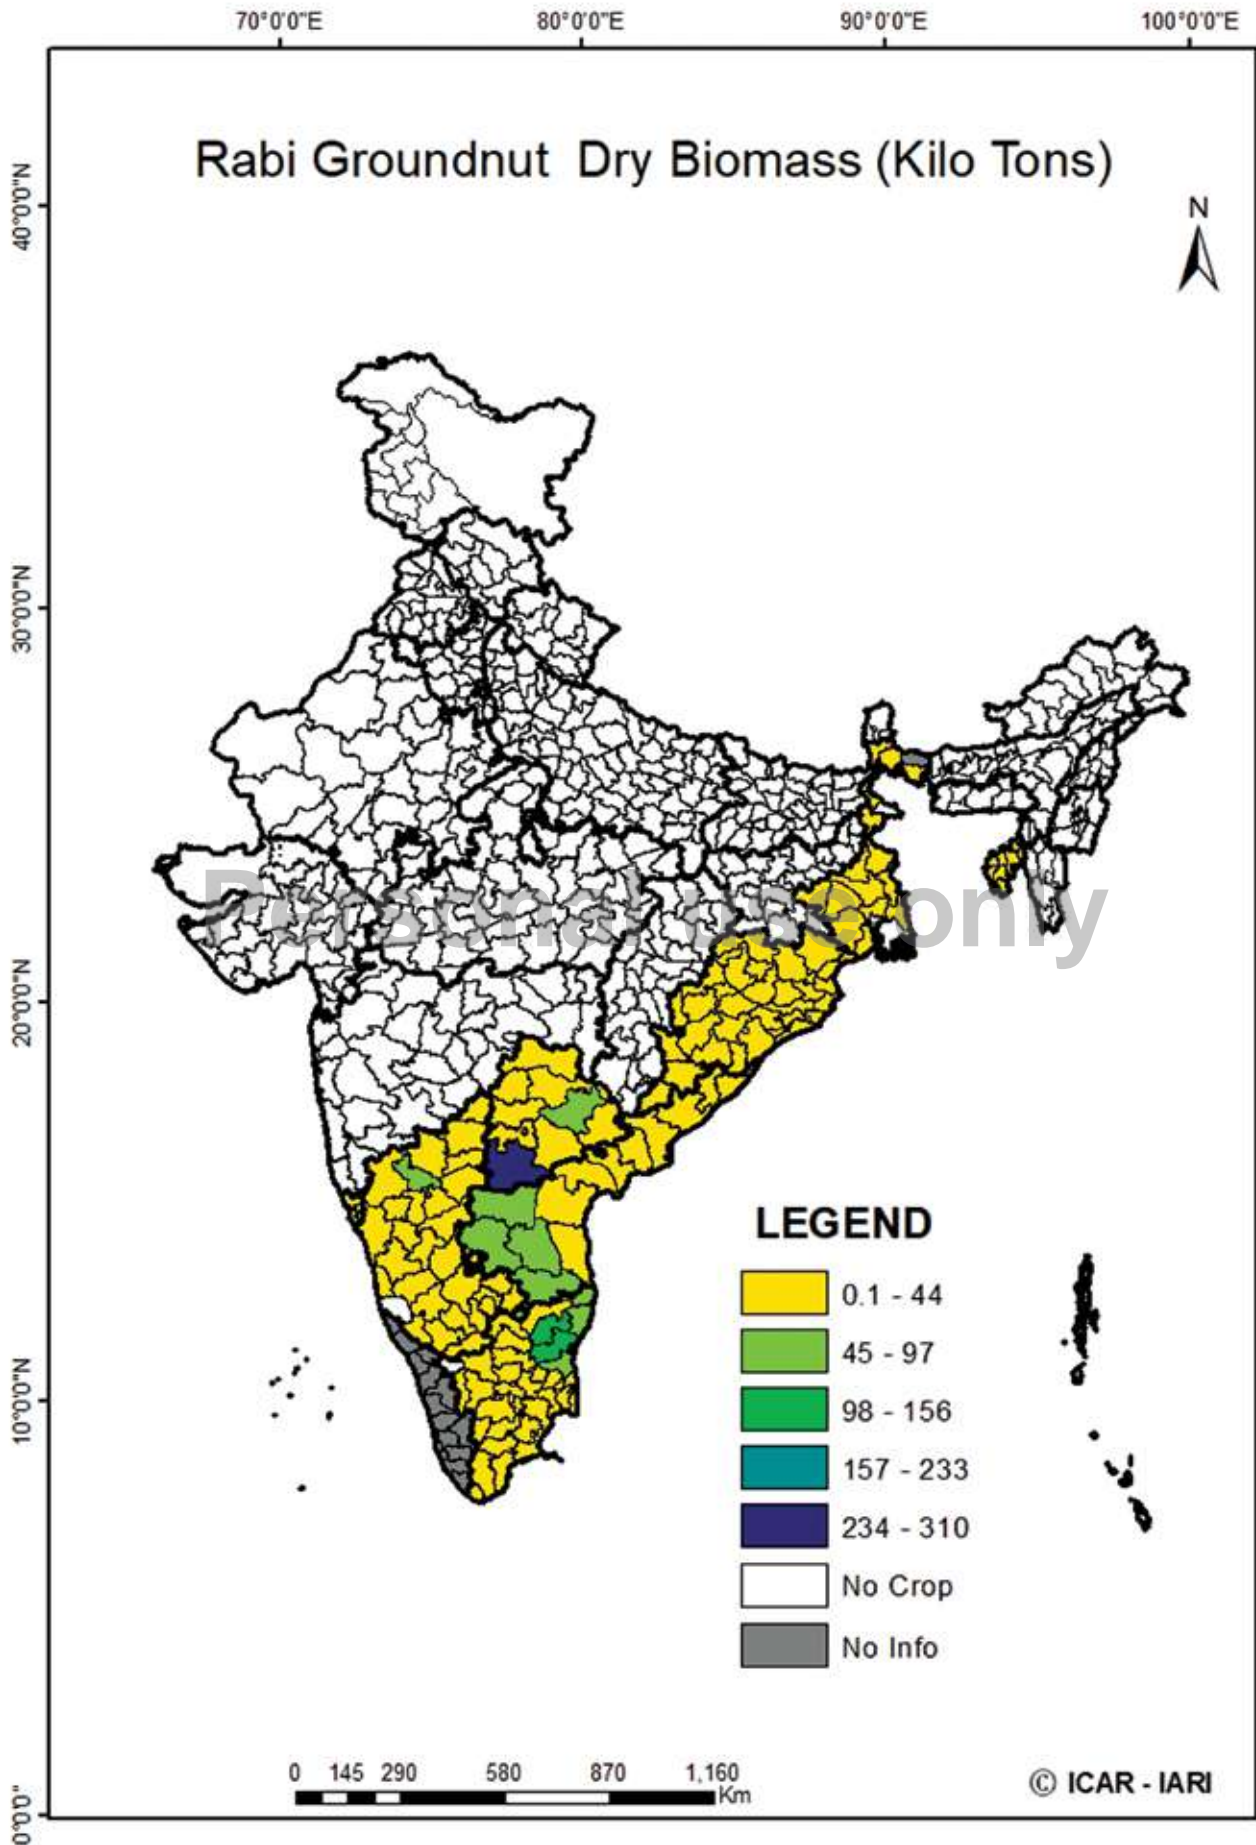 70°0'0"E 80°0'0"E 90°0'0"E 100°0'0"E
Rabi Groundnut Dry Biomass (Kilo Tons)
40°0'0"N
N
30°0'0"N
Personal use only
20°0'0"N
LEGEND
0.1 - 44
45 - 97
98 - 156
157 - 233
234 - 310
No Crop
No Info
10°0'0"N
0 145 290 580 870 1,160
Km
© ICAR - IARI
0°0'0"